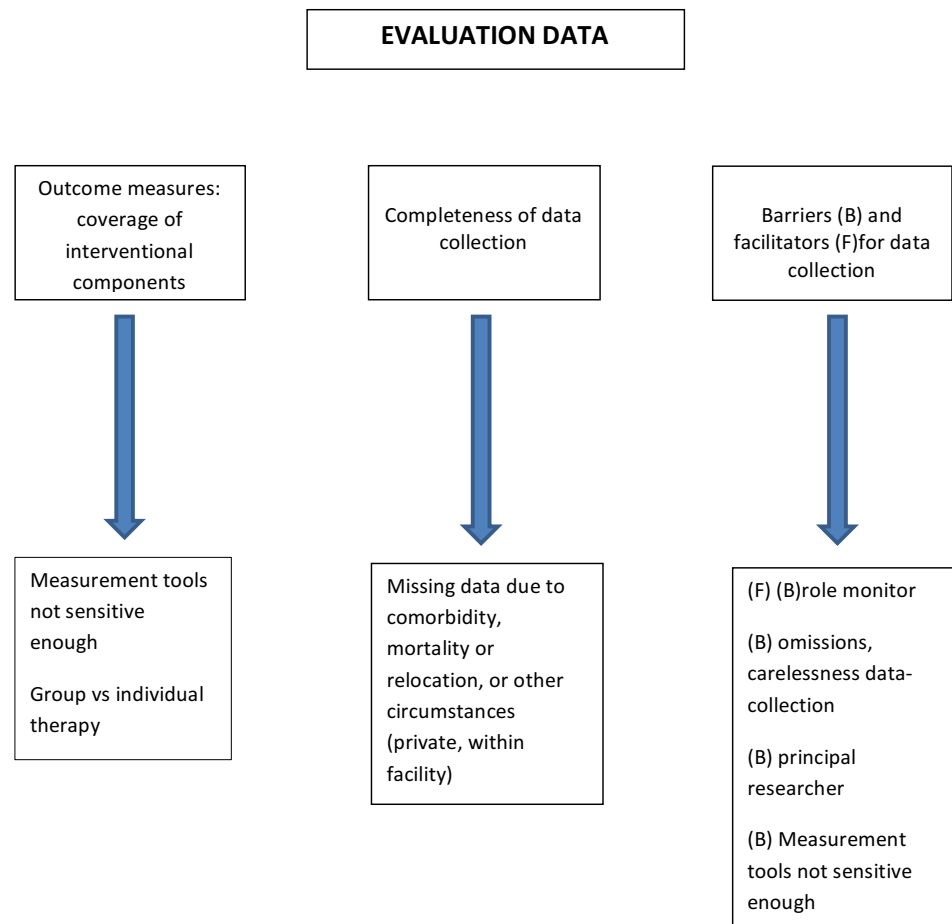 EVALUATION DATA
Outcome measures:
coverage of
interventional
components
Completeness of data
collection
Barriers (B) and
facilitators (F)for data
collection
Measurement tools
not sensitive
enough
Group vs individual
therapy
Missing data due to
comorbidity,
mortality or
relocation, or other
circumstances
(private, within
facility)
(F) (B)role monitor
(B) omissions,
carelessness data-
collection
(B) principal
researcher
(B) Measurement
tools not sensitive
enough